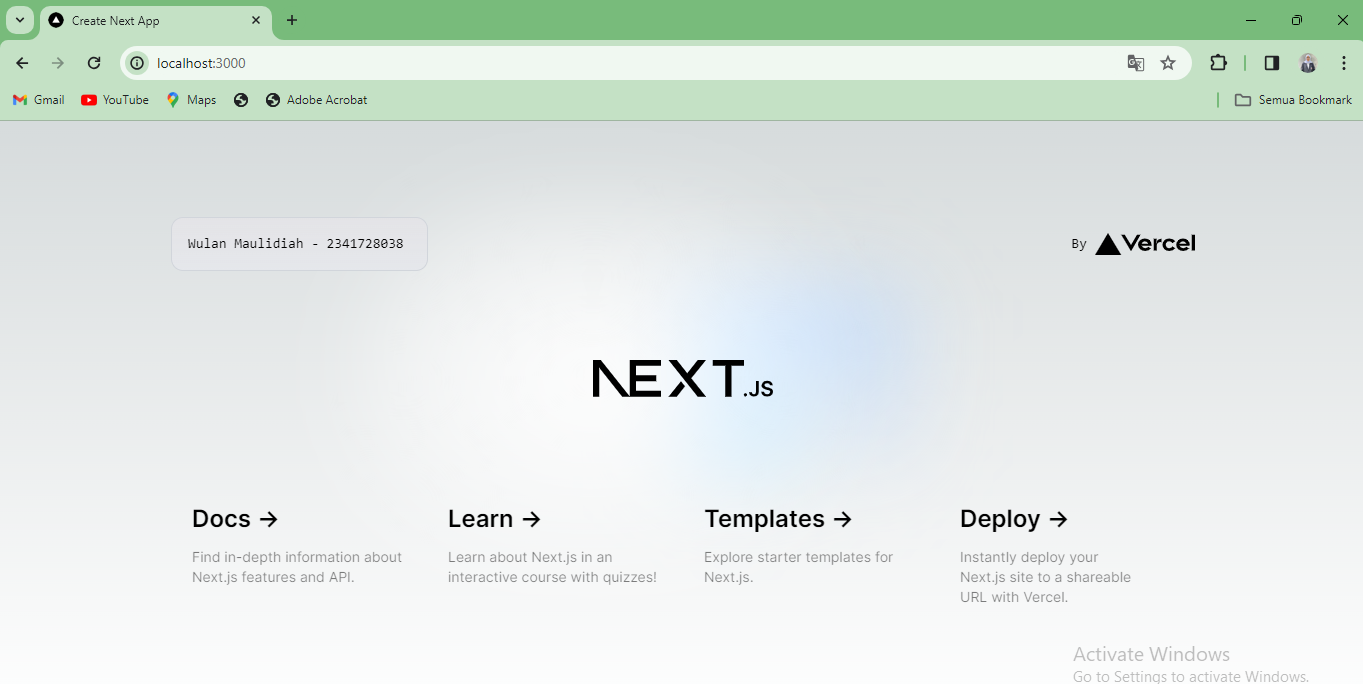 Create Next App
localhost:3000
Gmail
YouTube
Maps
Adobe Acrobat
Semua Bookmark
Wulan Maulidiah - 2341728038
By Vercel
NEXT.JS
Docs →
Find in-depth information about
Next.js features and API.
Learn →
Learn about Next.js in an
interactive course with quizzes!
Templates →
Explore starter templates for
Next.js.
Deploy →
Instantly deploy your
Next.js site to a shareable
URL with Vercel.
Activate Windows
Go to Settings to activate Windows.